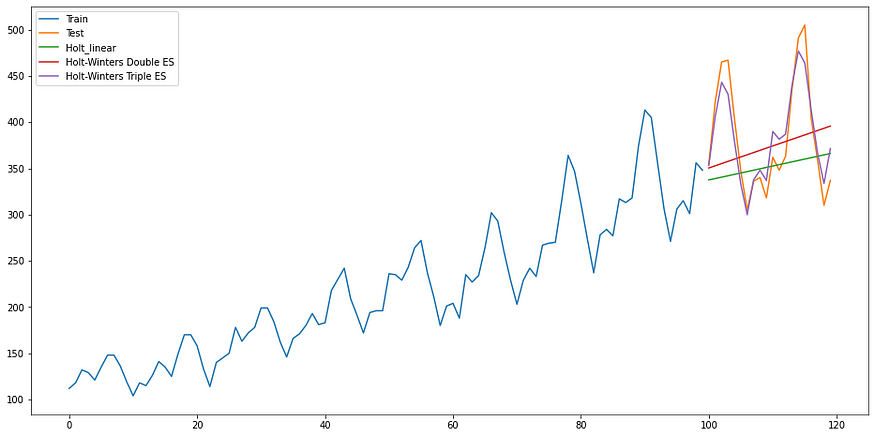 Train
Test
Holt_linear
Holt-Winters Double ES
Holt-Winters Triple ES
500
450
400
350
300
250
200
150
100
0 20 40 60 80 100 120